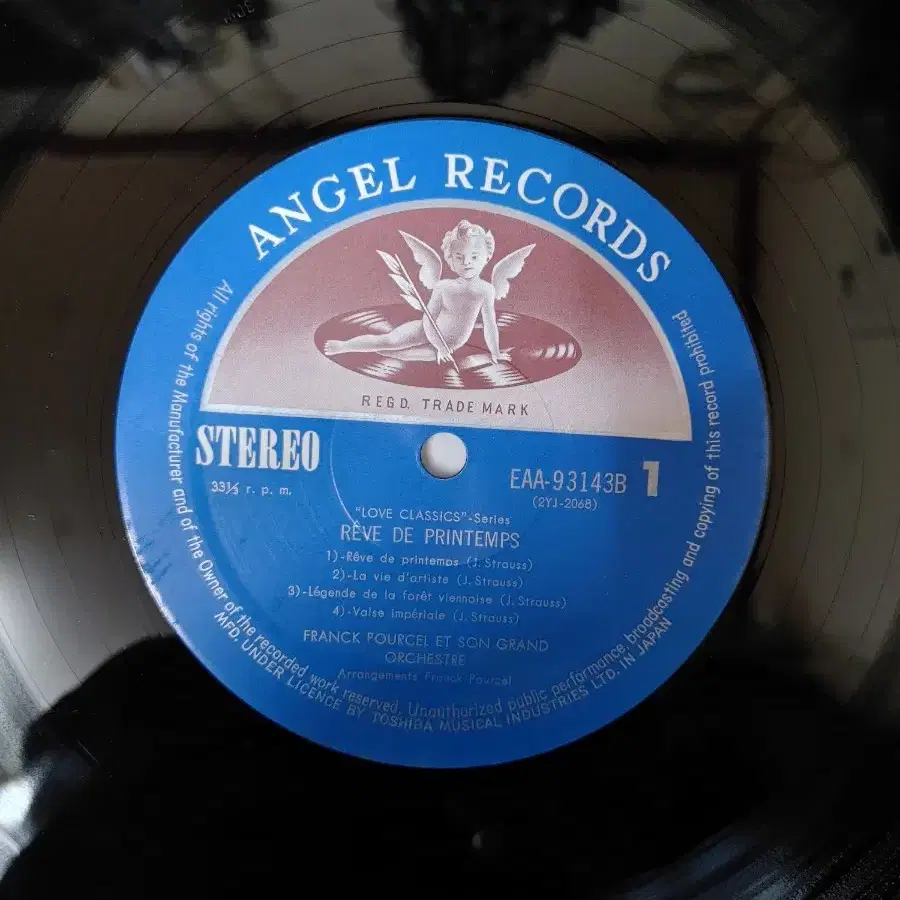 ANGEL RECORDS
REGD. TRADE MARK
STEREO
33⅓ r. p. m.
EAA-93143B 1
(2YJ-2068)
"LOVE CLASSICS"-Series
RÊVE DE PRINTEMPS
1)-Rêve de printemps (J. Strauss)
2)-La vie d'artiste (J. Strauss)
3)-Légende de la forêt viennoise (J. Strauss)
4)-Valse impériale (J. Strauss)
FRANCK POURCEL ET SON GRAND
ORCHESTRE
Arrangements Franck Pourcel
All rights of the Manufacturer and of the Owner of the recorded work reserved. Unauthorized public performance, broadcasting and copying of this record prohibited
MFD. UNDER LICENCE BY TOSHIBA MUSICAL INDUSTRIES LTD. IN JAPAN